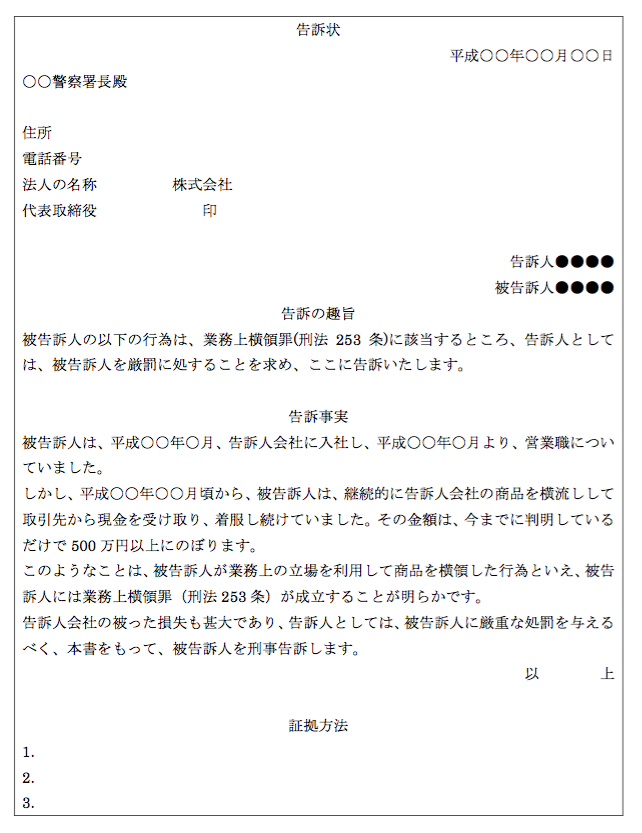 告訴状
平成〇〇年〇〇月〇〇日
〇〇警察署長殿
住所
電話番号
法人の名称　　　　　株式会社
代表取締役　　　　　　　印
告訴人●●●●
被告訴人●●●●
告訴の趣旨
被告訴人の以下の行為は、業務上横領罪(刑法 253 条)に該当するところ、告訴人として
は、被告訴人を厳罰に処することを求め、ここに告訴いたします。
告訴事実
被告訴人は、平成〇〇年〇月、告訴人会社に入社し、平成〇〇年〇月より、営業職につい
ていました。
しかし、平成〇〇年〇〇月頃から、被告訴人は、継続的に告訴人会社の商品を横流しして
取引先から現金を受け取り、着服し続けていました。その金額は、今までに判明している
だけで 500 万円以上にのぼります。
このようなことは、被告訴人が業務上の立場を利用して商品を横領した行為といえ、被告
訴人には業務上横領罪（刑法 253 条）が成立することが明らかです。
告訴人会社の被った損失も甚大であり、告訴人としては、被告訴人に厳重な処罰を与える
べく、本書をもって、被告訴人を刑事告訴します。
以　　　　上
証拠方法
1.
2.
3.